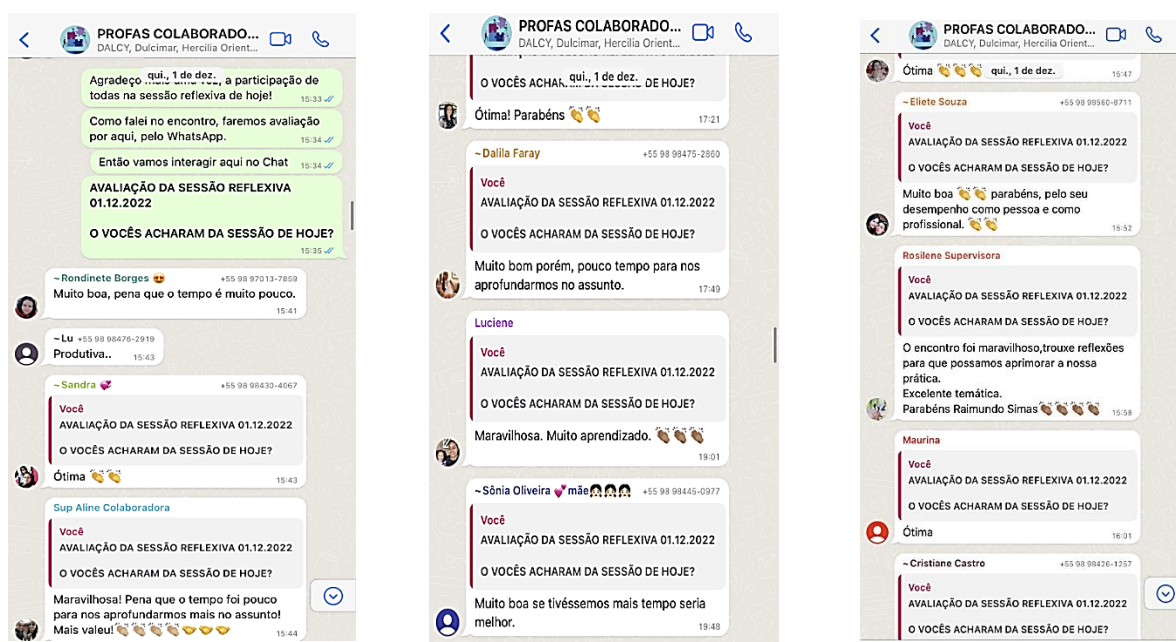 PROFAS COLABORADO...
DALCY, Dulcimar, Hercilia Orient...
qui., 1 de dez.
Agradeço mais uma vez, a participação de
todas na sessão reflexiva de hoje!
15:33
Como falei no encontro, faremos avaliação
por aqui, pelo WhatsApp.
15:34
Então vamos interagir aqui no Chat
15:34
AVALIAÇÃO DA SESSÃO REFLEXIVA
01.12.2022
O VOCÊS ACHARAM DA SESSÃO DE HOJE?
15:35
~Rondinete Borges 😍 +55 98 97013-7859
Muito boa, pena que o tempo é muito pouco.
15:41
~Lu +55 98 98476-2919
Produtiva.. 15:43
~Sandra 💞 +55 98 98430-4067
Você
AVALIAÇÃO DA SESSÃO REFLEXIVA 01.12.2022
O VOCÊS ACHARAM DA SESSÃO DE HOJE?
Ótima 👏👏 15:43
Sup Aline Colaboradora
Você
AVALIAÇÃO DA SESSÃO REFLEXIVA 01.12.2022
O VOCÊS ACHARAM DA SESSÃO DE HOJE?
Maravilhosa! Pena que o tempo foi pouco
para nos aprofundarmos mais no assunto!
Mais valeu! 15:44
PROFAS COLABORADO...
DALCY, Dulcimar, Hercilia Orient...
qui., 1 de dez.
O VOCÊS ACHARAM DA SESSÃO DE HOJE?
Ótima! Parabéns 👏👏
17:21
~Dalila Faray +55 98 98475-2860
Você
AVALIAÇÃO DA SESSÃO REFLEXIVA 01.12.2022
O VOCÊS ACHARAM DA SESSÃO DE HOJE?
Muito bom porém, pouco tempo para nos
aprofundarmos no assunto. 17:49
Luciene
Você
AVALIAÇÃO DA SESSÃO REFLEXIVA 01.12.2022
O VOCÊS ACHARAM DA SESSÃO DE HOJE?
Maravilhosa. Muito aprendizado. 👏🏾👏🏾👏🏾
19:01
~Sônia Oliveira 💕mãe👧🏻👧🏻👧🏻 +55 98 98445-0977
Você
AVALIAÇÃO DA SESSÃO REFLEXIVA 01.12.2022
O VOCÊS ACHARAM DA SESSÃO DE HOJE?
Muito boa se tivéssemos mais tempo seria
melhor. 19:48
PROFAS COLABORADO...
DALCY, Dulcimar, Hercilia Orient...
Ótima 👏👏👏 qui., 1 de dez. 15:47
~Eliete Souza +55 98 98560-8711
Você
AVALIAÇÃO DA SESSÃO REFLEXIVA 01.12.2022
O VOCÊS ACHARAM DA SESSÃO DE HOJE?
Muito boa 👏👏 parabéns, pelo seu
desempenho como pessoa e como
profissional. 👏👏 15:52
Rosilene Supervisora
Você
AVALIAÇÃO DA SESSÃO REFLEXIVA 01.12.2022
O VOCÊS ACHARAM DA SESSÃO DE HOJE?
O encontro foi maravilhoso,trouxe reflexões
para que possamos aprimorar a nossa
prática.
Excelente temática.
Parabéns Raimundo Simas👏🏾👏🏾👏🏾👏🏾 15:58
Maurina
Você
AVALIAÇÃO DA SESSÃO REFLEXIVA 01.12.2022
O VOCÊS ACHARAM DA SESSÃO DE HOJE?
Ótima 16:01
~Cristiane Castro +55 98 98426-1257
Você
AVALIAÇÃO DA SESSÃO REFLEXIVA 01.12.2022
O VOCÊS ACHARAM DA SESSÃO DE HOJE?